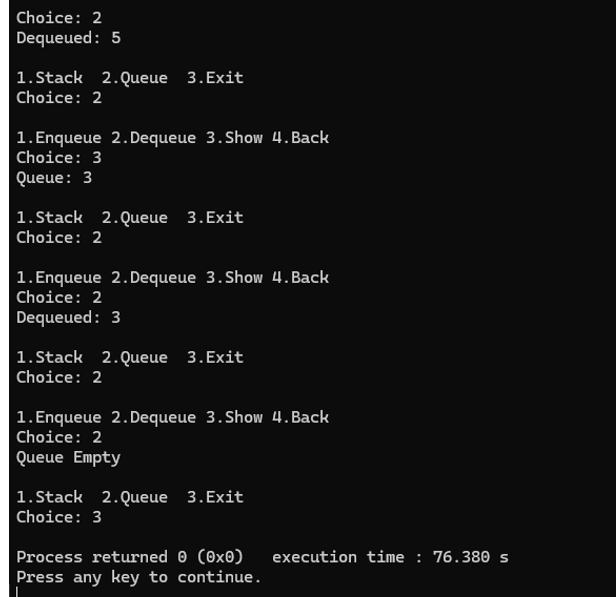 Choice: 2
Dequeued: 5
1.Stack  2.Queue  3.Exit
Choice: 2
1.Enqueue 2.Dequeue 3.Show 4.Back
Choice: 3
Queue: 3
1.Stack  2.Queue  3.Exit
Choice: 2
1.Enqueue 2.Dequeue 3.Show 4.Back
Choice: 2
Dequeued: 3
1.Stack  2.Queue  3.Exit
Choice: 2
1.Enqueue 2.Dequeue 3.Show 4.Back
Choice: 2
Queue Empty
1.Stack  2.Queue  3.Exit
Choice: 3
Process returned 0 (0x0)   execution time : 76.380 s
Press any key to continue.